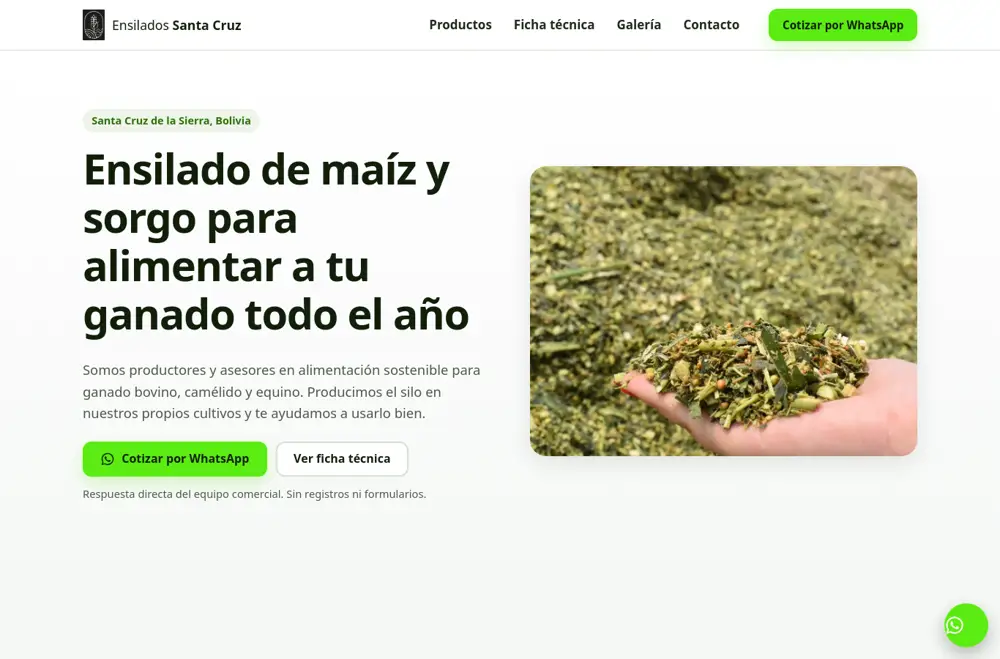 Ensilados Santa Cruz
Productos
Ficha técnica
Galería
Contacto
Cotizar por WhatsApp
Santa Cruz de la Sierra, Bolivia
Ensilado de maíz y
sorgo para
alimentar a tu
ganado todo el año
Somos productores y asesores en alimentación sostenible para
ganado bovino, camélido y equino. Producimos el silo en
nuestros propios cultivos y te ayudamos a usarlo bien.
Cotizar por WhatsApp
Ver ficha técnica
Respuesta directa del equipo comercial. Sin registros ni formularios.